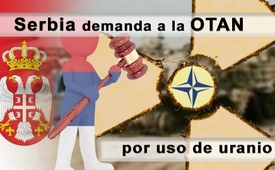 Serbia demanda a la OTAN
por uso de uranio